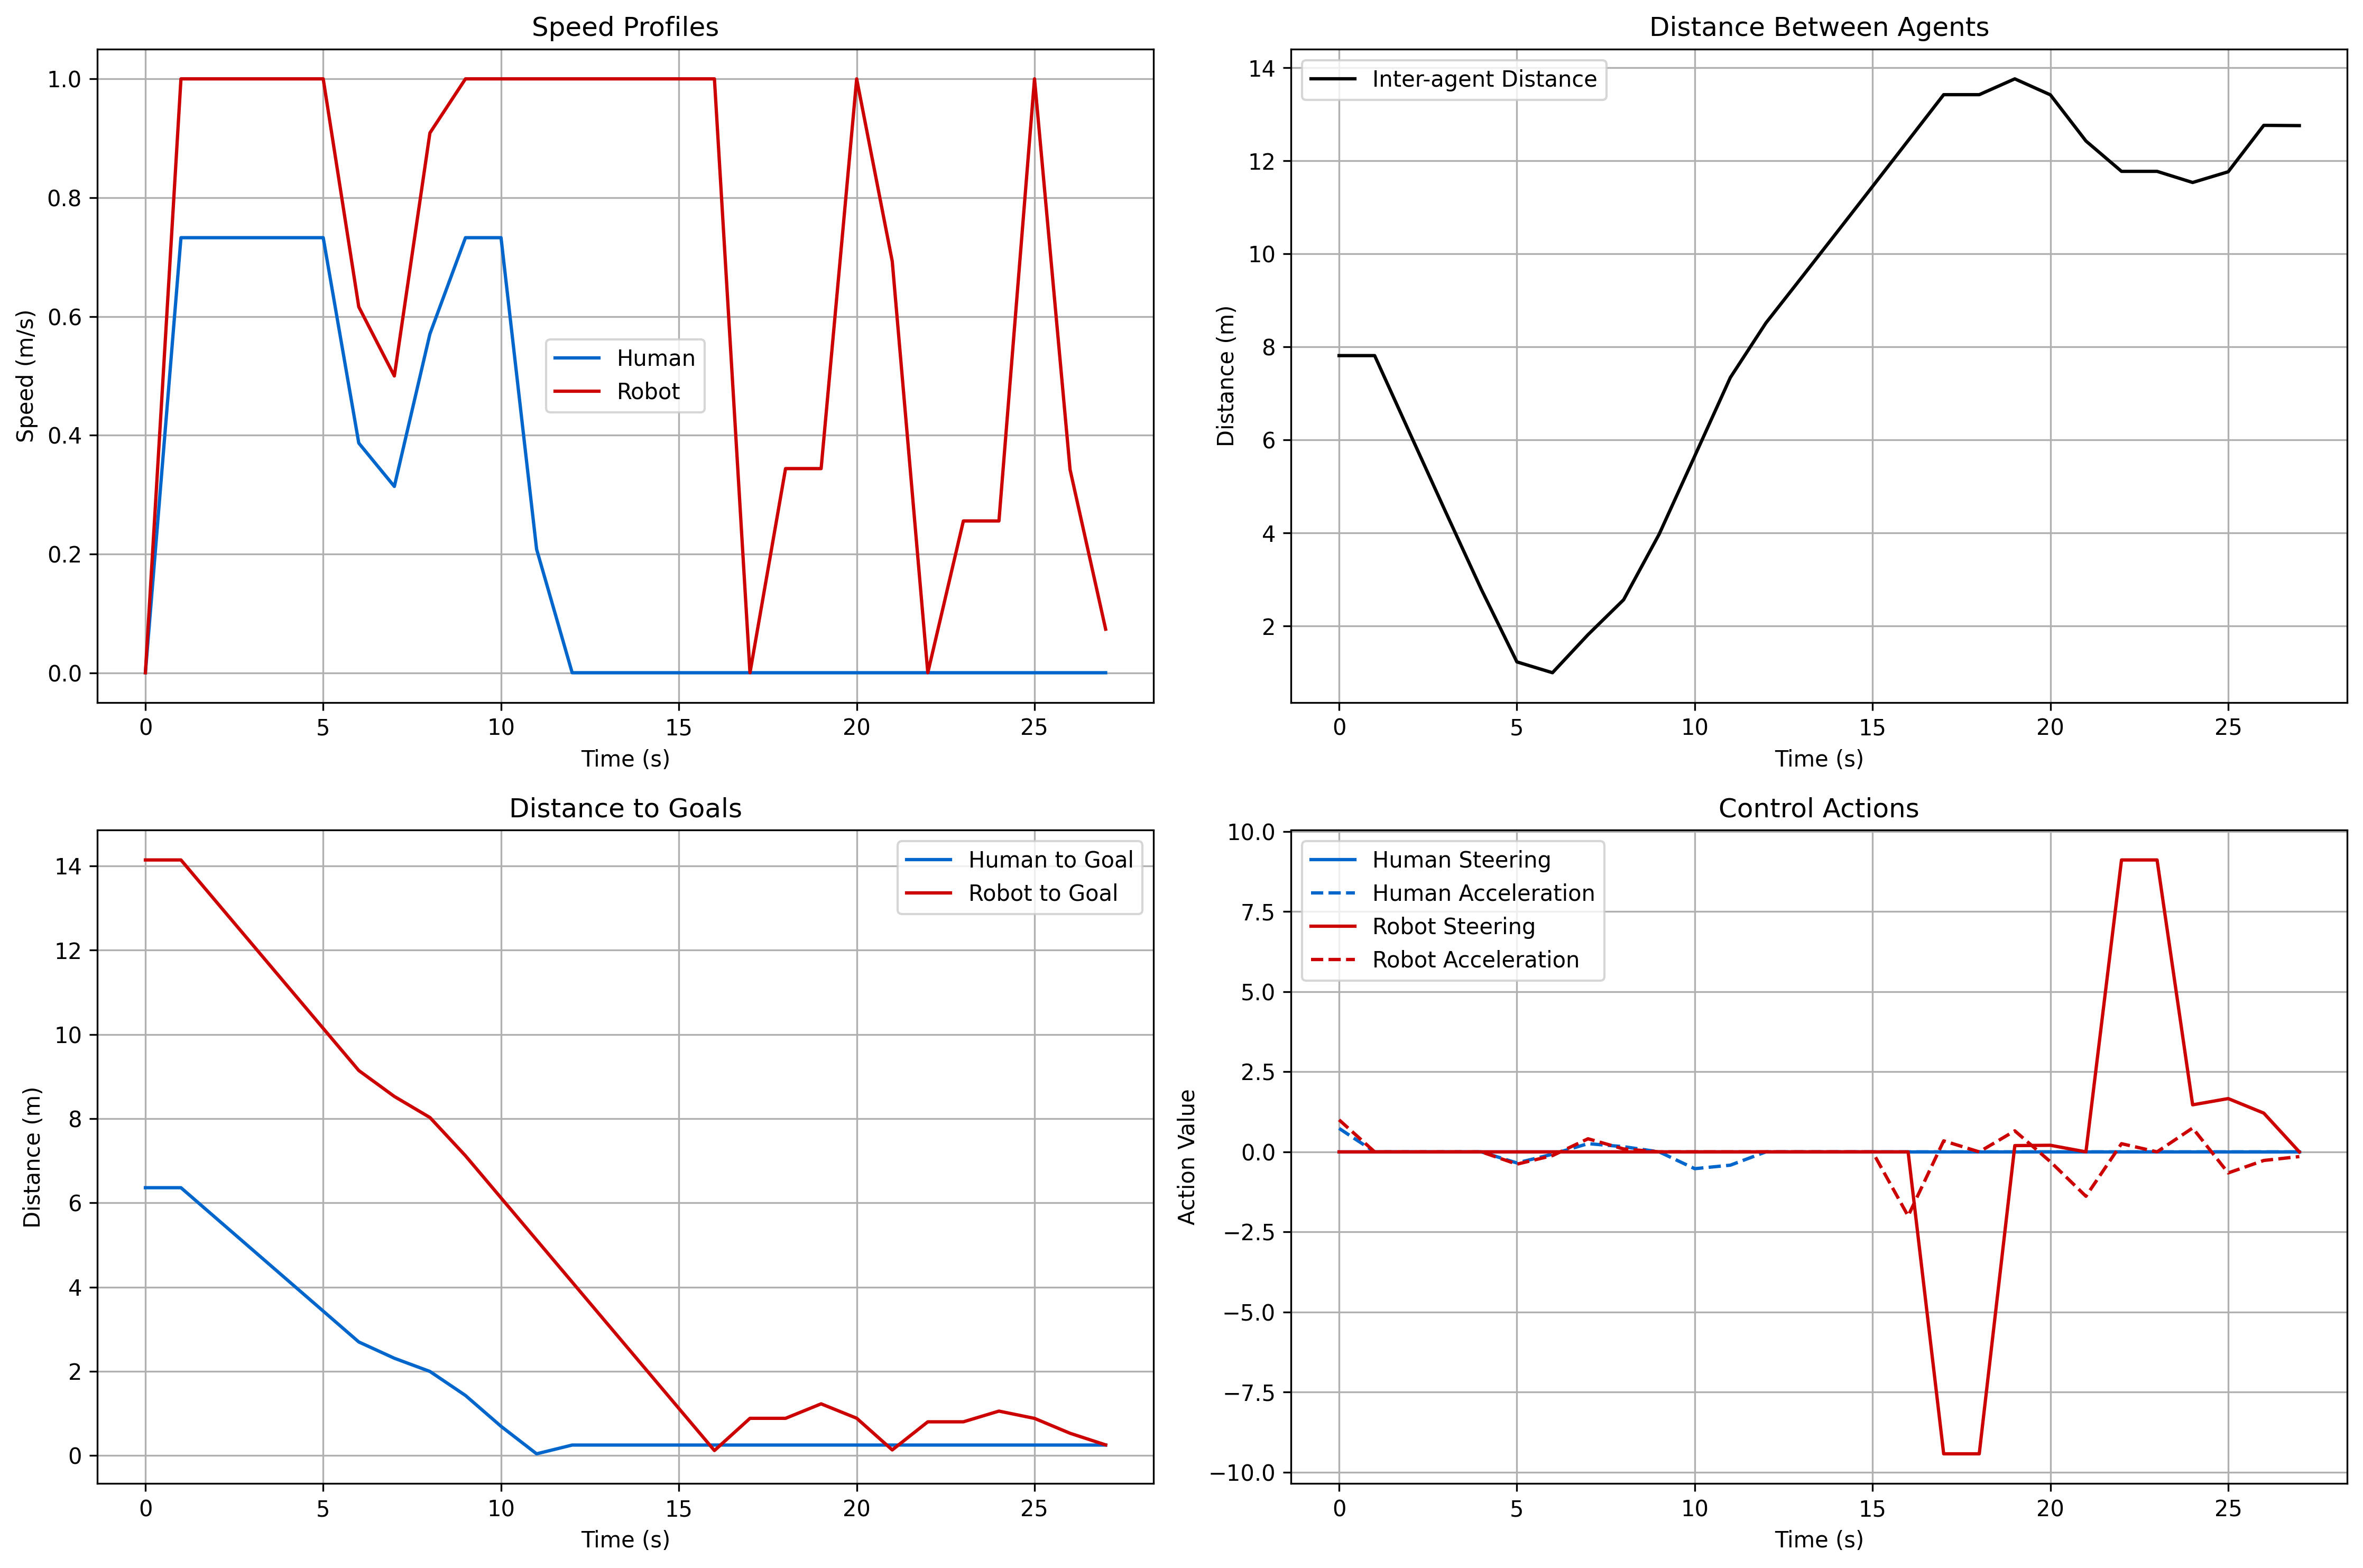 Speed Profiles
1.0
0.8
0.6
0.4
0.2
0.0
Speed (m/s)
Human
Robot
0 5 10 15 20 25
Time (s)
Distance Between Agents
14
12
10
8
6
4
2
Distance (m)
Inter-agent Distance
0 5 10 15 20 25
Time (s)
Distance to Goals
14
12
10
8
6
4
2
0
Distance (m)
Human to Goal
Robot to Goal
0 5 10 15 20 25
Time (s)
Control Actions
10.0
7.5
5.0
2.5
0.0
−2.5
−5.0
−7.5
−10.0
Action Value
Human Steering
Human Acceleration
Robot Steering
Robot Acceleration
0 5 10 15 20 25
Time (s)